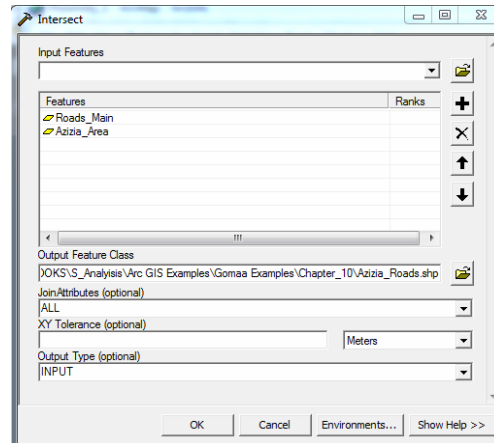 Intersect
Input Features
Features Ranks
Roads_Main
Azizia_Area
Output Feature Class
OOKS\S_Analyisis\Arc GIS Examples\Gomaa Examples\Chapter_10\Azizia_Roads.shp
JoinAttributes (optional)
ALL
XY Tolerance (optional)
Meters
Output Type (optional)
INPUT
OK Cancel Environments... Show Help >>